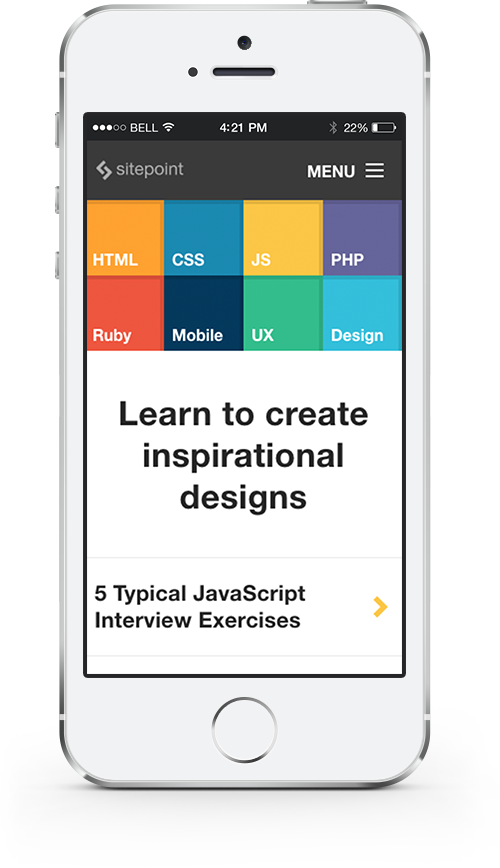 BELL 4:21 PM 22%
sitepoint MENU
HTML CSS JS PHP
Ruby Mobile UX Design
Learn to create
inspirational
designs
5 Typical JavaScript
Interview Exercises